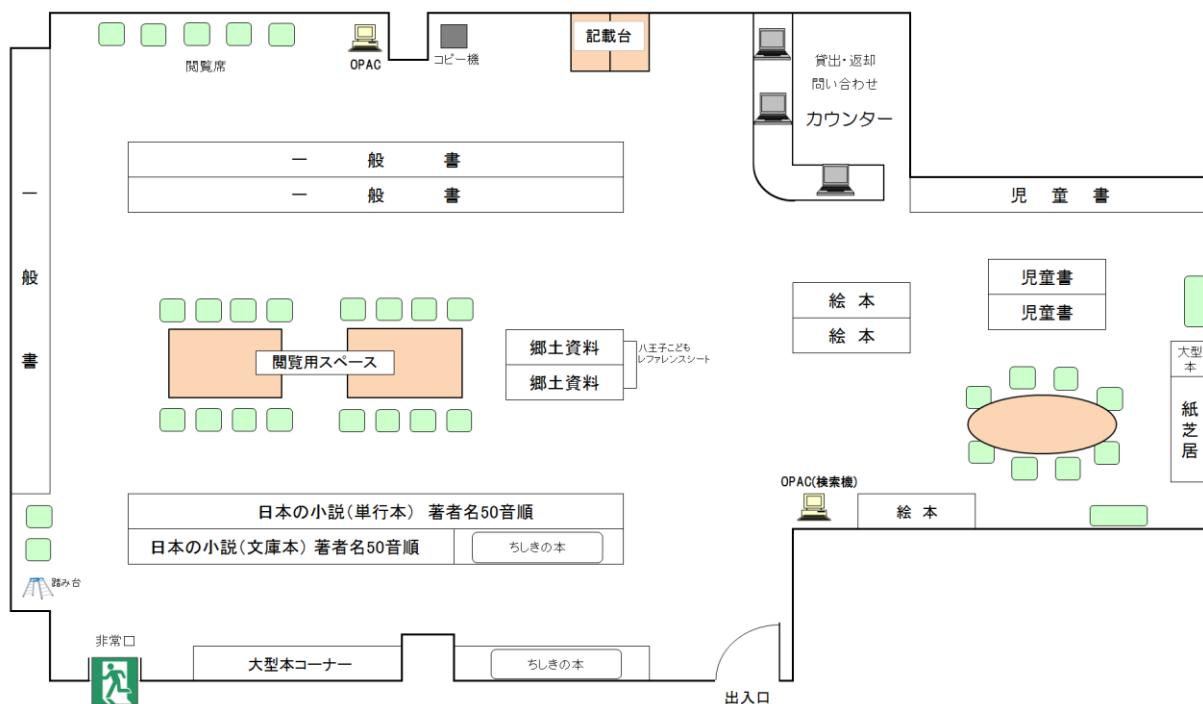 記載台
貸出・返却
問い合わせ
カウンター
閲覧席
OPAC
コピー機
一般書
一般書
一般書
児童書
児童書
児童書
絵本
絵本
閲覧用スペース
郷土資料
郷土資料
八王子こども
レファレンスシート
大型
本
紙芝居
OPAC(検索機)
絵本
日本の小説(単行本) 著者名50音順
日本の小説(文庫本) 著者名50音順
ちしきの本
踏み台
非常口
大型本コーナー
ちしきの本
出入口